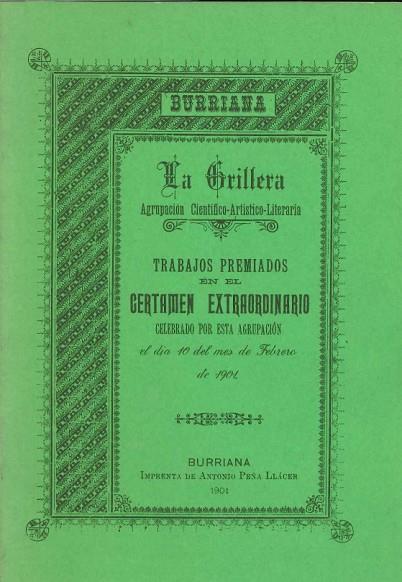 BURRIANA
La Grillera
Agrupación Científico-Artístico-Literaria
TRABAJOS PREMIADOS
EN EL
CERTAMEN EXTRAORDINARIO
CELEBRADO POR ESTA AGRUPACIÓN
el día 10 del mes de Febrero
de 1901
BURRIANA
IMPRENTA DE ANTONIO PEÑA LLÁCER
1901